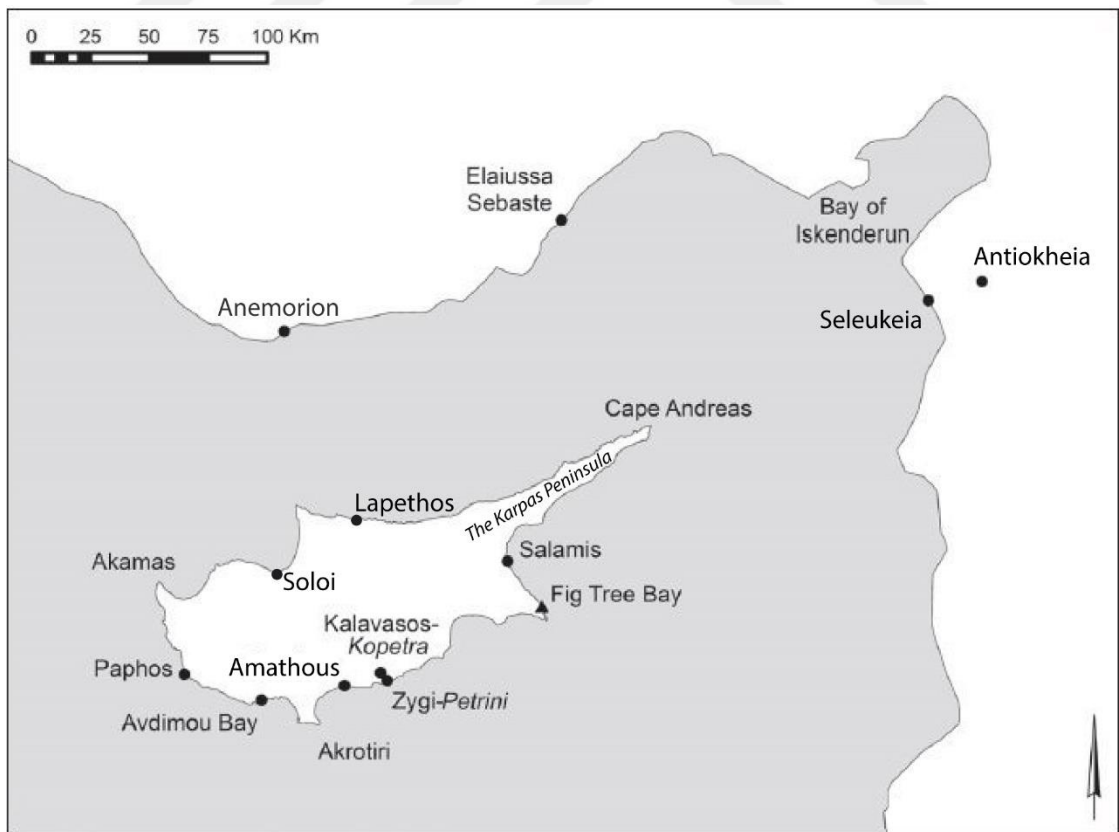 0 25 50 75 100 Km
Elaiussa
Sebaste
Bay of
Iskenderun
Antiokheia
Anemorion
Seleukeia
Cape Andreas
The Karpas Peninsula
Lapethos
Salamis
Akamas
Soloi
Fig Tree Bay
Kalavasos-
Kopetra
Paphos
Amathous
Zygi-Petrini
Avdimou Bay
Akrotiri